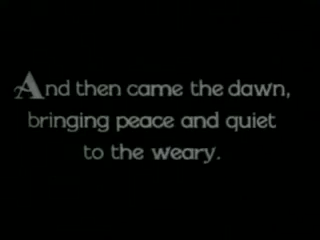 And then came the dawn,
bringing peace and quiet
to the weary.